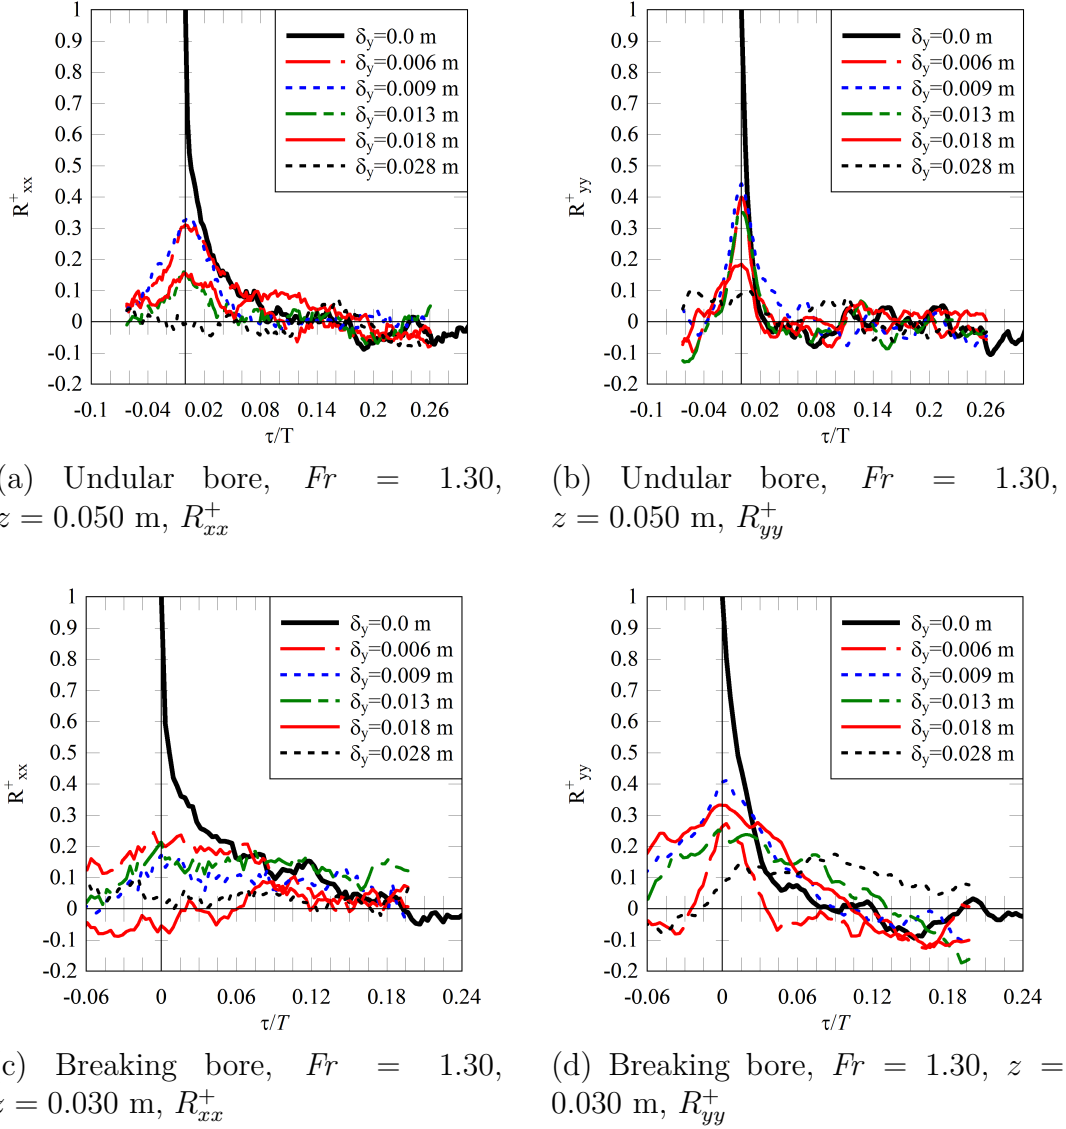 1
0.9
0.8
0.7
0.6
0.5
0.4
0.3
0.2
0.1
0
-0.1
-0.2
R⁺xx
-0.1 -0.04 0.02 0.08 0.14 0.2 0.26
τ/T
δy=0.0 m
δy=0.006 m
δy=0.009 m
δy=0.013 m
δy=0.018 m
δy=0.028 m
(a) Undular bore, Fr = 1.30,
z = 0.050 m, R⁺xx
1
0.9
0.8
0.7
0.6
0.5
0.4
0.3
0.2
0.1
0
-0.1
-0.2
R⁺yy
-0.1 -0.04 0.02 0.08 0.14 0.2 0.26
τ/T
δy=0.0 m
δy=0.006 m
δy=0.009 m
δy=0.013 m
δy=0.018 m
δy=0.028 m
(b) Undular bore, Fr = 1.30,
z = 0.050 m, R⁺yy
1
0.9
0.8
0.7
0.6
0.5
0.4
0.3
0.2
0.1
0
-0.1
-0.2
R⁺xx
-0.06 0 0.06 0.12 0.18 0.24
τ/T
δy=0.0 m
δy=0.006 m
δy=0.009 m
δy=0.013 m
δy=0.018 m
δy=0.028 m
c) Breaking bore, Fr = 1.30,
z = 0.030 m, R⁺xx
1
0.9
0.8
0.7
0.6
0.5
0.4
0.3
0.2
0.1
0
-0.1
-0.2
R⁺yy
-0.06 0 0.06 0.12 0.18 0.24
τ/T
δy=0.0 m
δy=0.006 m
δy=0.009 m
δy=0.013 m
δy=0.018 m
δy=0.028 m
(d) Breaking bore, Fr = 1.30, z =
0.030 m, R⁺yy